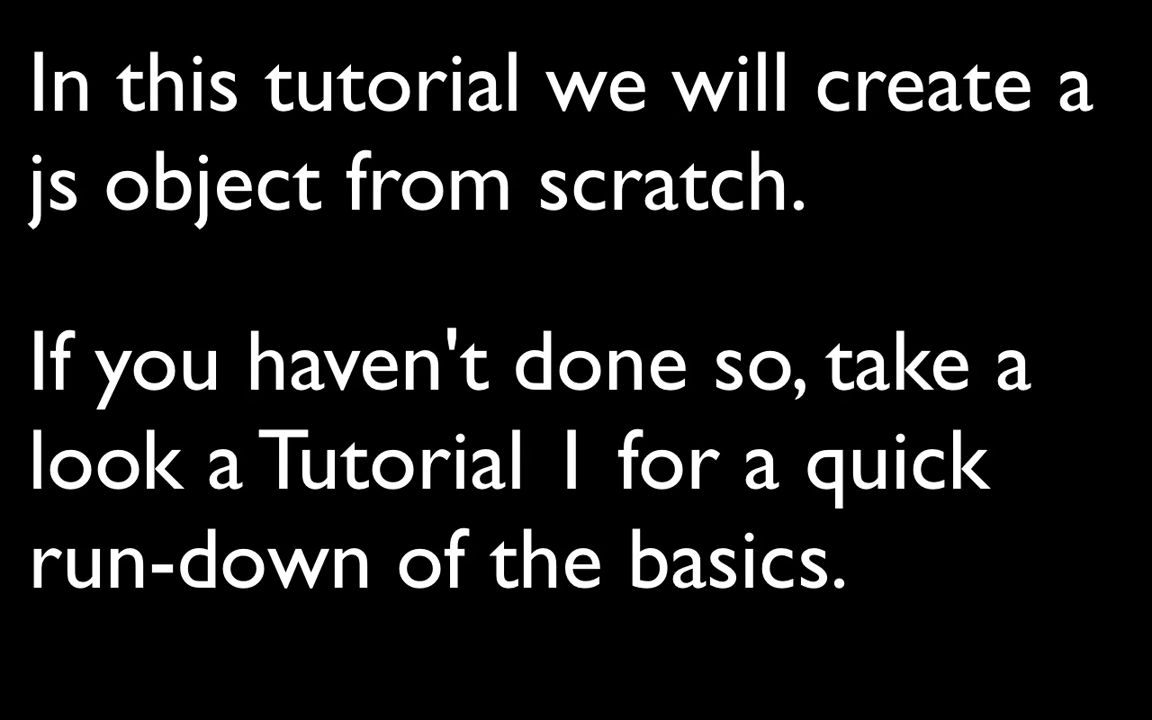 In this tutorial we will create a
js object from scratch.
If you haven't done so, take a
look a Tutorial 1 for a quick
run-down of the basics.